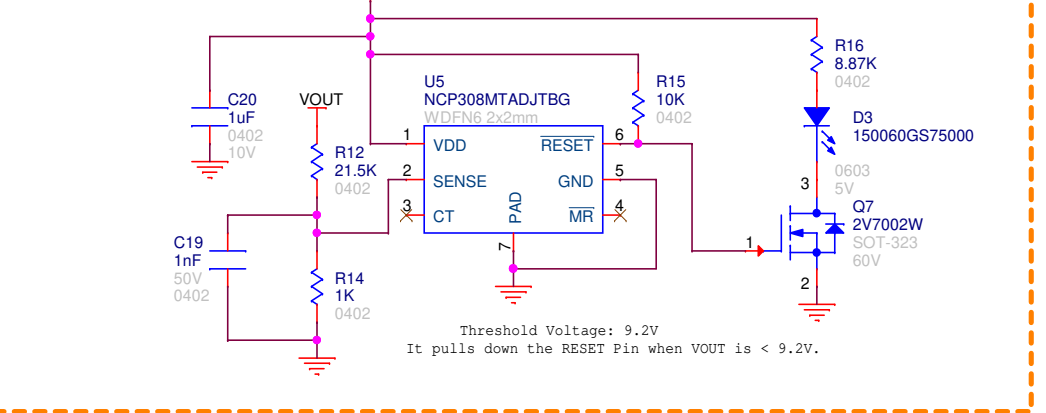 R16
8.87K
0402
U5
NCP308MTADJTBG
WDFN6 2x2mm
R15
10K
0402
C20
1uF
0402
10V
VOUT
D3
150060GS75000
0603
5V
1
VDD
RESET
6
R12
21.5K
0402
2
SENSE
GND
5
3
CT
PAD
MR
4
7
3
Q7
2V7002W
SOT-323
60V
1
2
C19
1nF
50V
0402
R14
1K
0402
Threshold Voltage: 9.2V
It pulls down the RESET Pin when VOUT is < 9.2V.